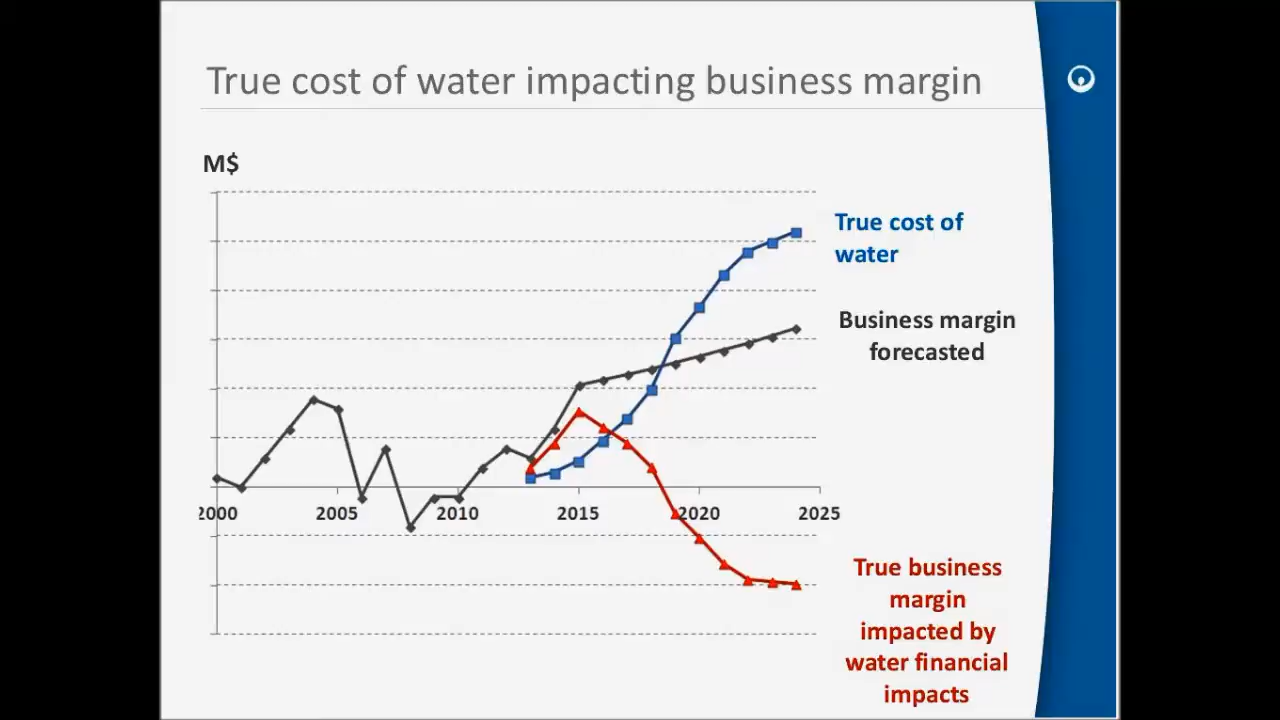 True cost of water impacting business margin
M$
True cost of
water
Business margin
forecasted
2000 2005 2010 2015 2020 2025
True business
margin
impacted by
water financial
impacts